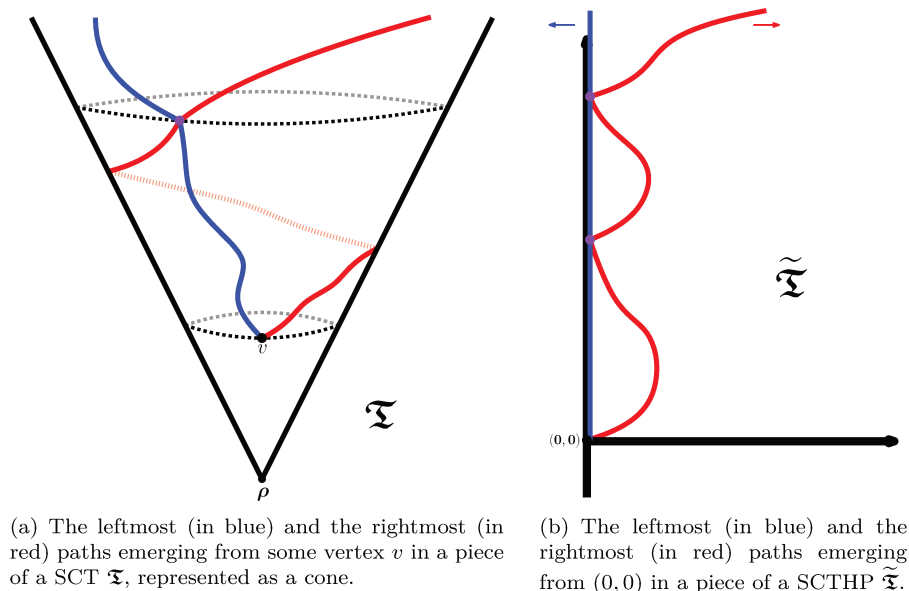 v
𝕿
ρ
(0, 0)
𝕿̃
(a) The leftmost (in blue) and the rightmost (in
red) paths emerging from some vertex v in a piece
of a SCT 𝕿, represented as a cone.
(b) The leftmost (in blue) and the
rightmost (in red) paths emerging
from (0, 0) in a piece of a SCTHP 𝕿̃.